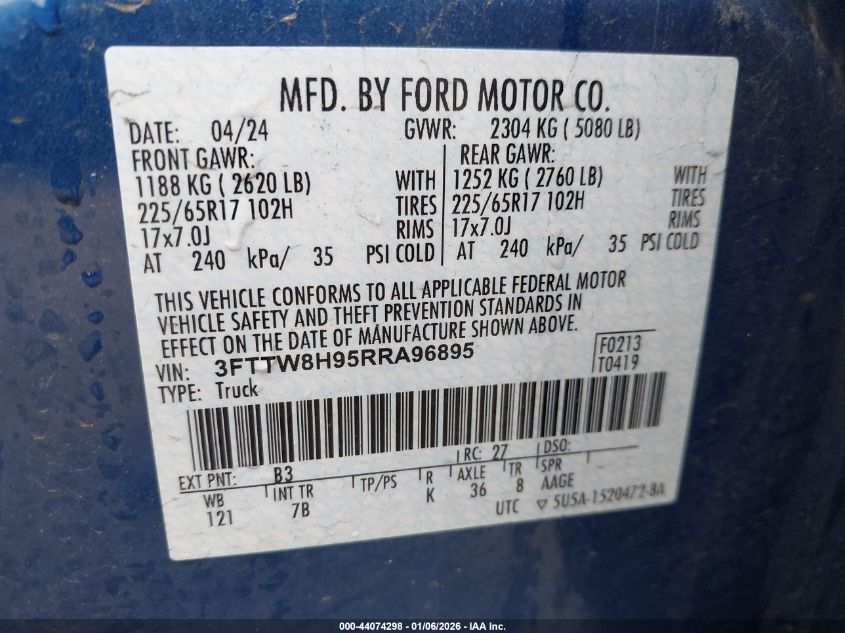 MFD. BY FORD MOTOR CO.
DATE: 04/24 GVWR: 2304 KG ( 5080 LB)
FRONT GAWR: REAR GAWR:
1188 KG ( 2620 LB) WITH 1252 KG ( 2760 LB) WITH
225/65R17 102H TIRES 225/65R17 102H TIRES
17x7.0J RIMS 17x7.0J RIMS
AT 240 kPa/ 35 PSI COLD AT 240 kPa/ 35 PSI COLD
THIS VEHICLE CONFORMS TO ALL APPLICABLE FEDERAL MOTOR
VEHICLE SAFETY AND THEFT PREVENTION STANDARDS IN
EFFECT ON THE DATE OF MANUFACTURE SHOWN ABOVE.
VIN: 3FTTW8H95RRA96895 F0213
TYPE: Truck T0419
EXT PNT: B3 RC: 27 DSO:
WB INT TR TP/PS R AXLE TR SPR
121 7B K 36 8 AAGE
UTC ▽ 5U5A-1520472-BA
000-44074298 - 01/06/2026 - IAA Inc.